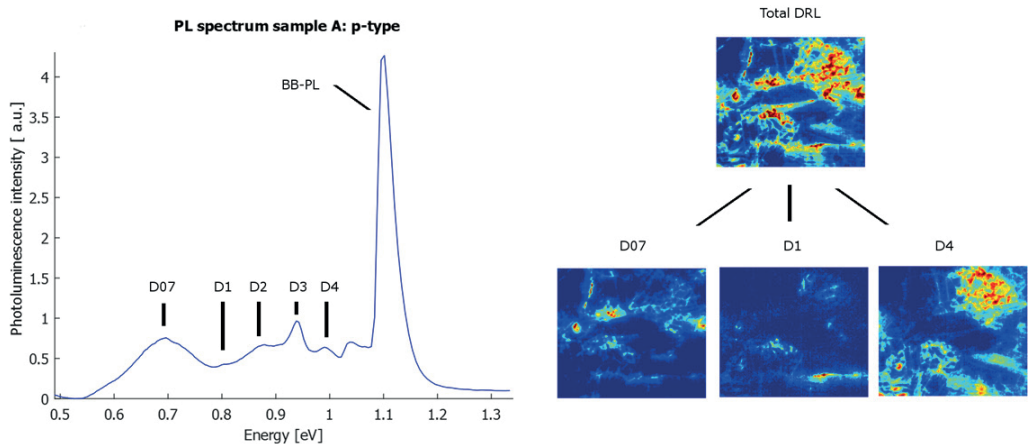 PL spectrum sample A: p-type
Photoluminescence intensity [ a.u.]
4
3.5
3
2.5
2
1.5
1
0.5
0
BB-PL
D07
D1
D2
D3
D4
0.5
0.6
0.7
0.8
0.9
1
1.1
1.2
1.3
Energy [eV]
Total DRL
D07
D1
D4